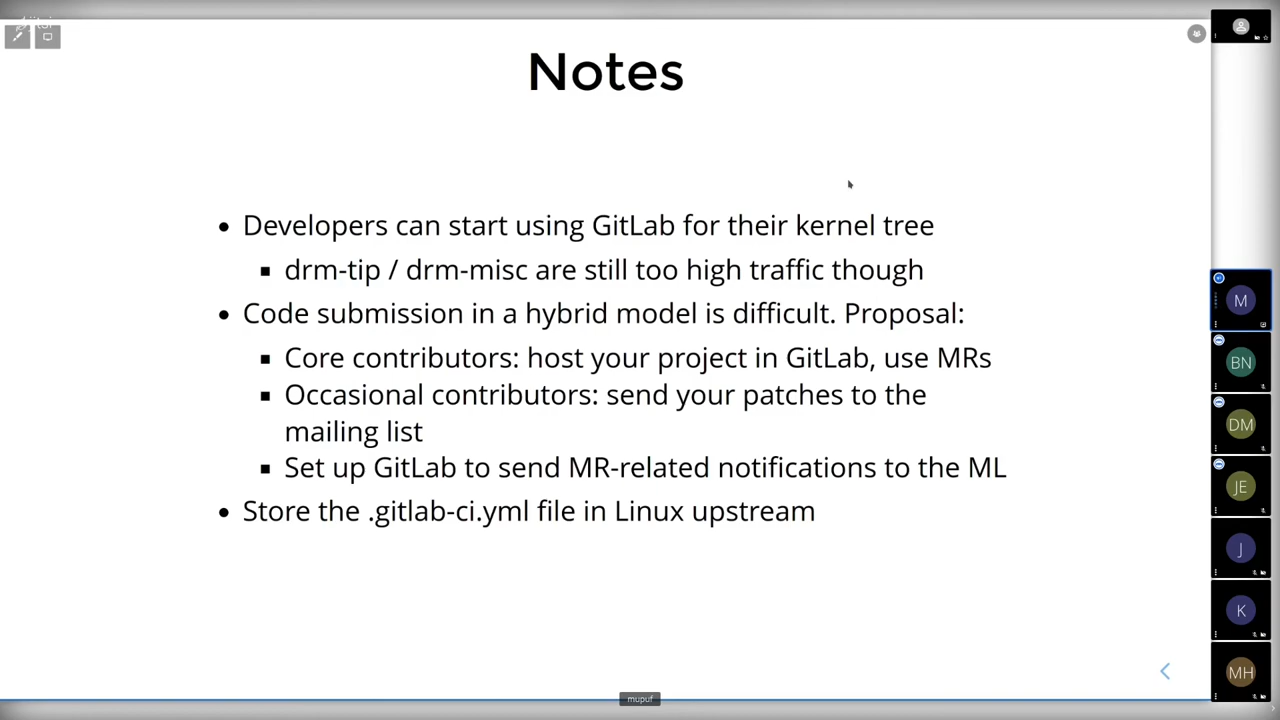 Notes
Developers can start using GitLab for their kernel tree
drm-tip / drm-misc are still too high traffic though
Code submission in a hybrid model is difficult. Proposal:
Core contributors: host your project in GitLab, use MRs
Occasional contributors: send your patches to the
mailing list
Set up GitLab to send MR-related notifications to the ML
Store the .gitlab-ci.yml file in Linux upstream
M
BN
DM
JE
J
K
MH
mupuf